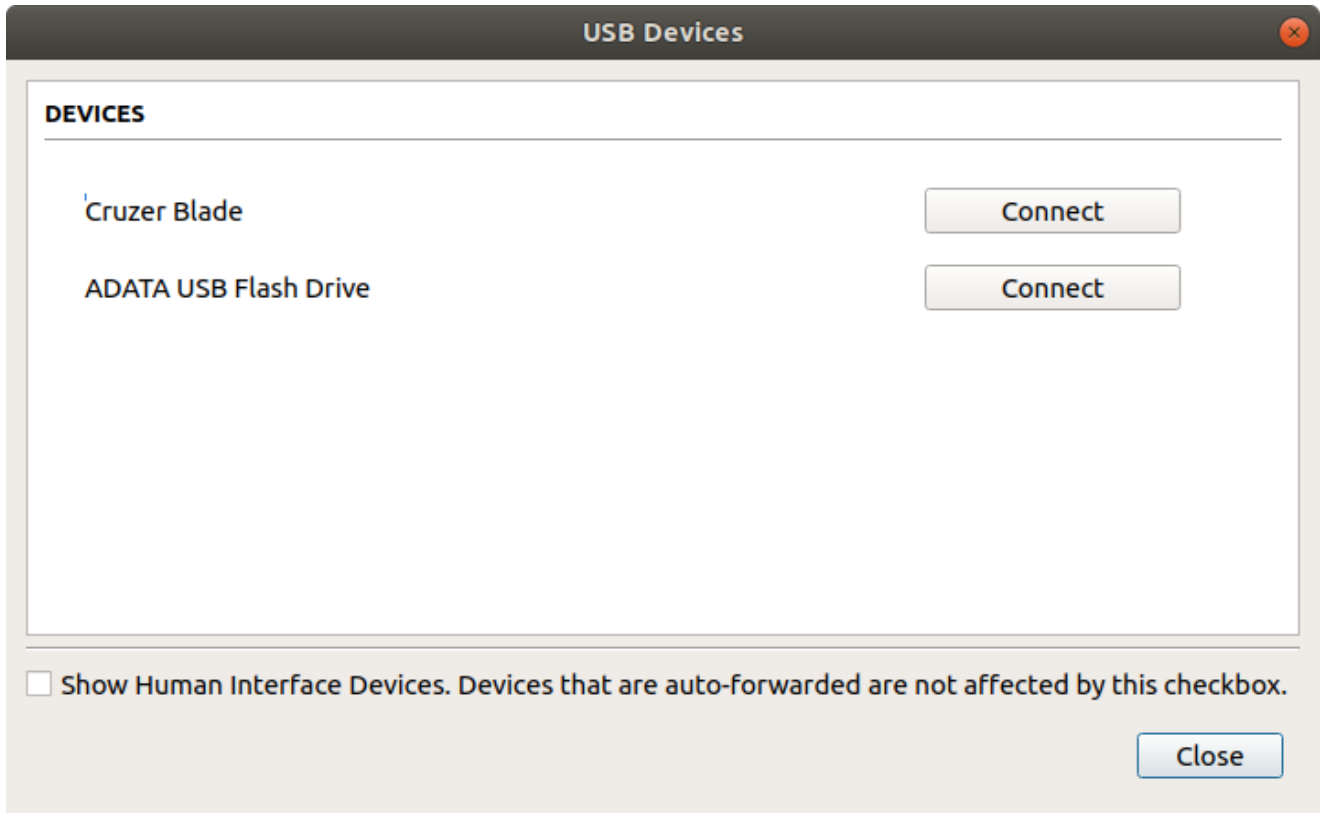 USB Devices
DEVICES
Cruzer Blade Connect
ADATA USB Flash Drive Connect
Show Human Interface Devices. Devices that are auto-forwarded are not affected by this checkbox.
Close